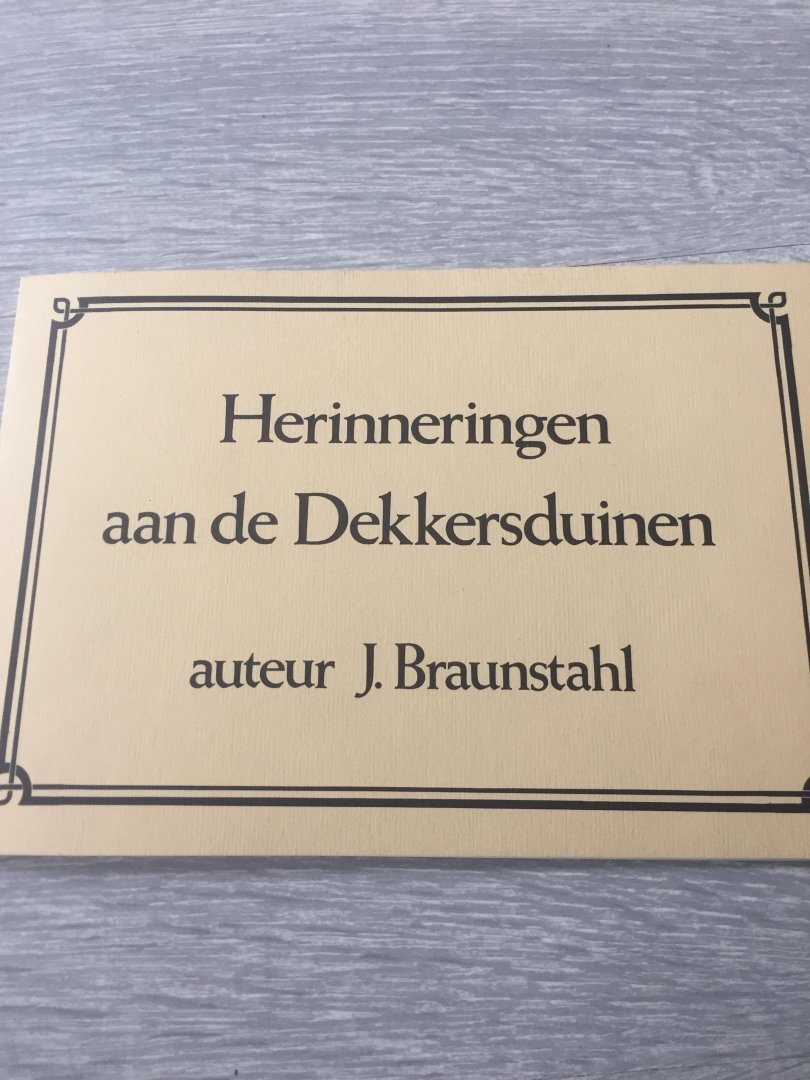 Herinneringen
aan de Dekkersduinen
auteur J. Braunstahl